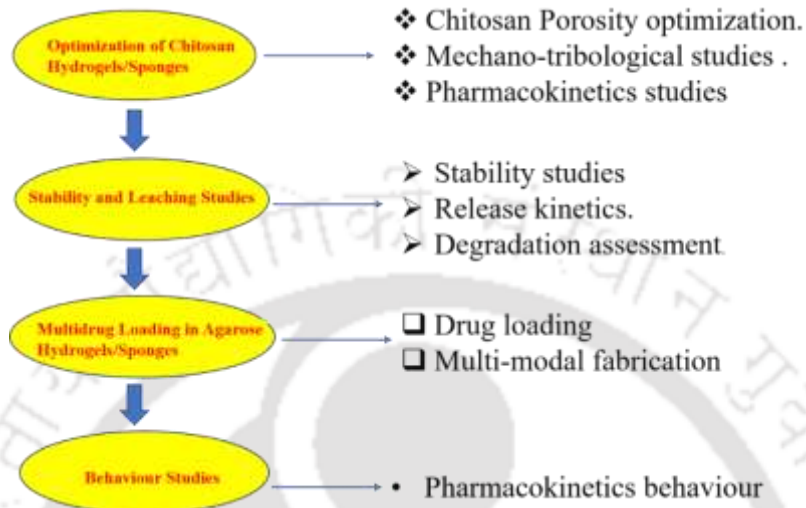 Optimization of Chitosan
Hydrogels/Sponges
❖ Chitosan Porosity optimization.
❖ Mechano-tribological studies .
❖ Pharmacokinetics studies
Stability and Leaching Studies
➢ Stability studies
➢ Release kinetics.
➢ Degradation assessment
Multidrug Loading in Agarose
Hydrogels/Sponges
❑ Drug loading
❑ Multi-modal fabrication
Behaviour Studies
• Pharmacokinetics behaviour